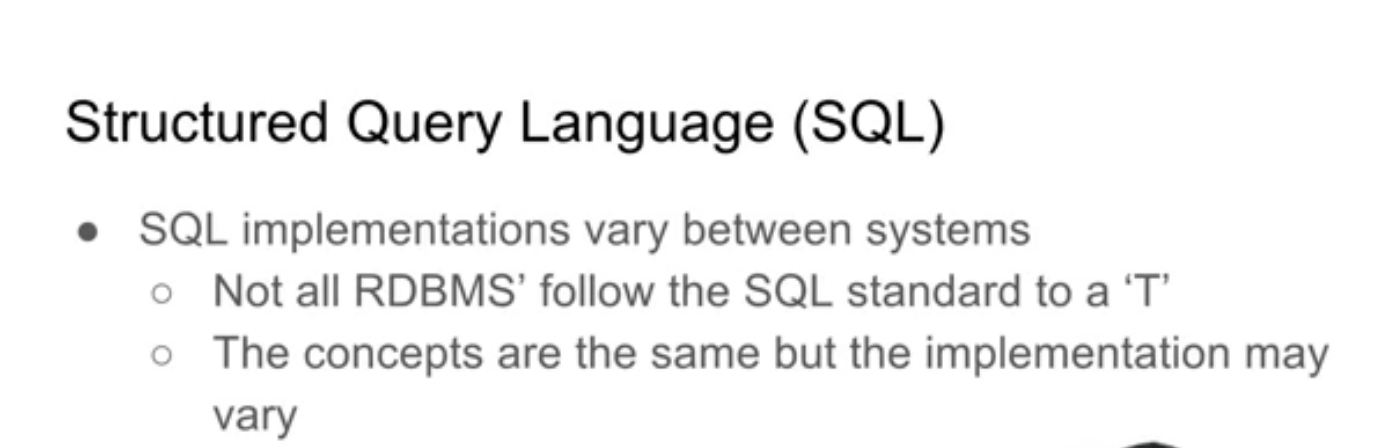 Structured Query Language (SQL)
● SQL implementations vary between systems
○ Not all RDBMS’ follow the SQL standard to a ‘T’
○ The concepts are the same but the implementation may
vary